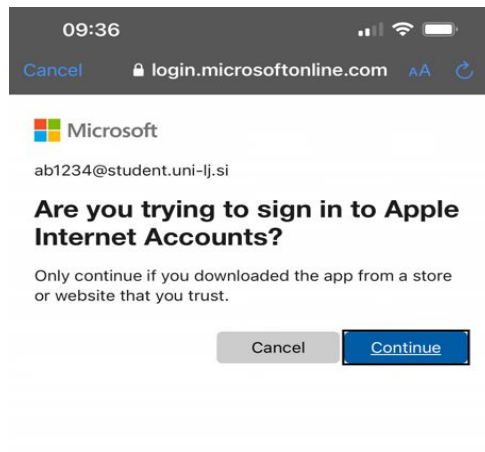 09:36
Cancel login.microsoftonline.com AA
Microsoft
ab1234@student.uni-lj.si
Are you trying to sign in to Apple
Internet Accounts?
Only continue if you downloaded the app from a store
or website that you trust.
Cancel Continue